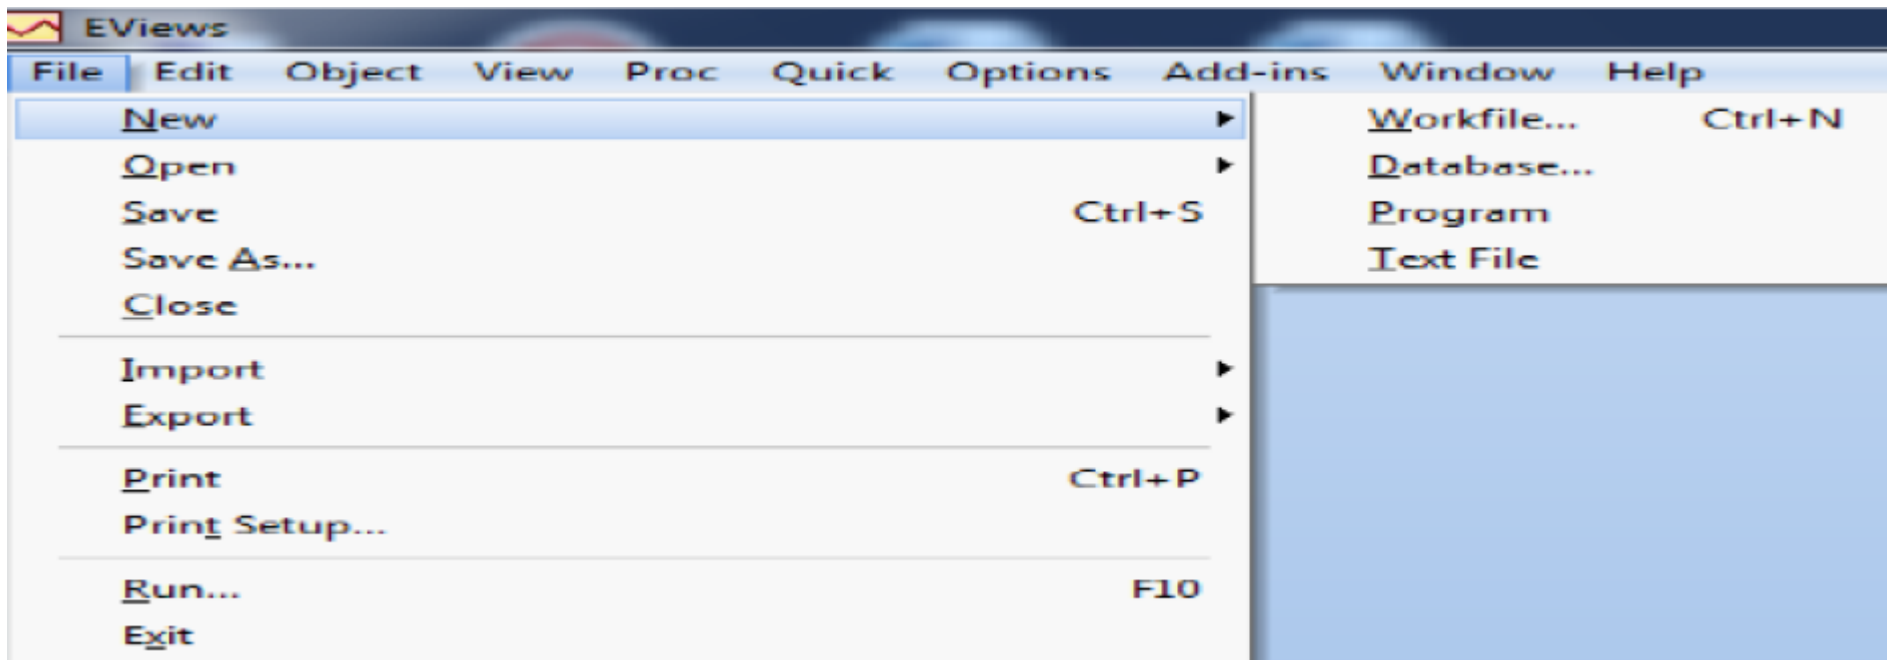 EViews
File Edit Object View Proc Quick Options Add-ins Window Help
New
Open
Save Ctrl+S
Save As...
Close
Import
Export
Print Ctrl+P
Print Setup...
Run... F10
Exit
Workfile... Ctrl+N
Database...
Program
Text File